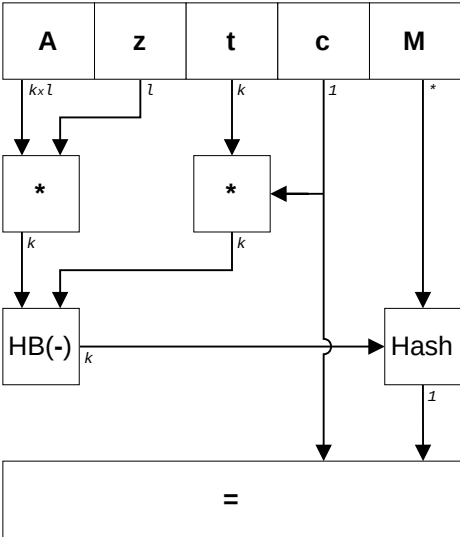 A z t c M
k×l l k 1 *
* *
k k
HB(-) Hash
k
1
=